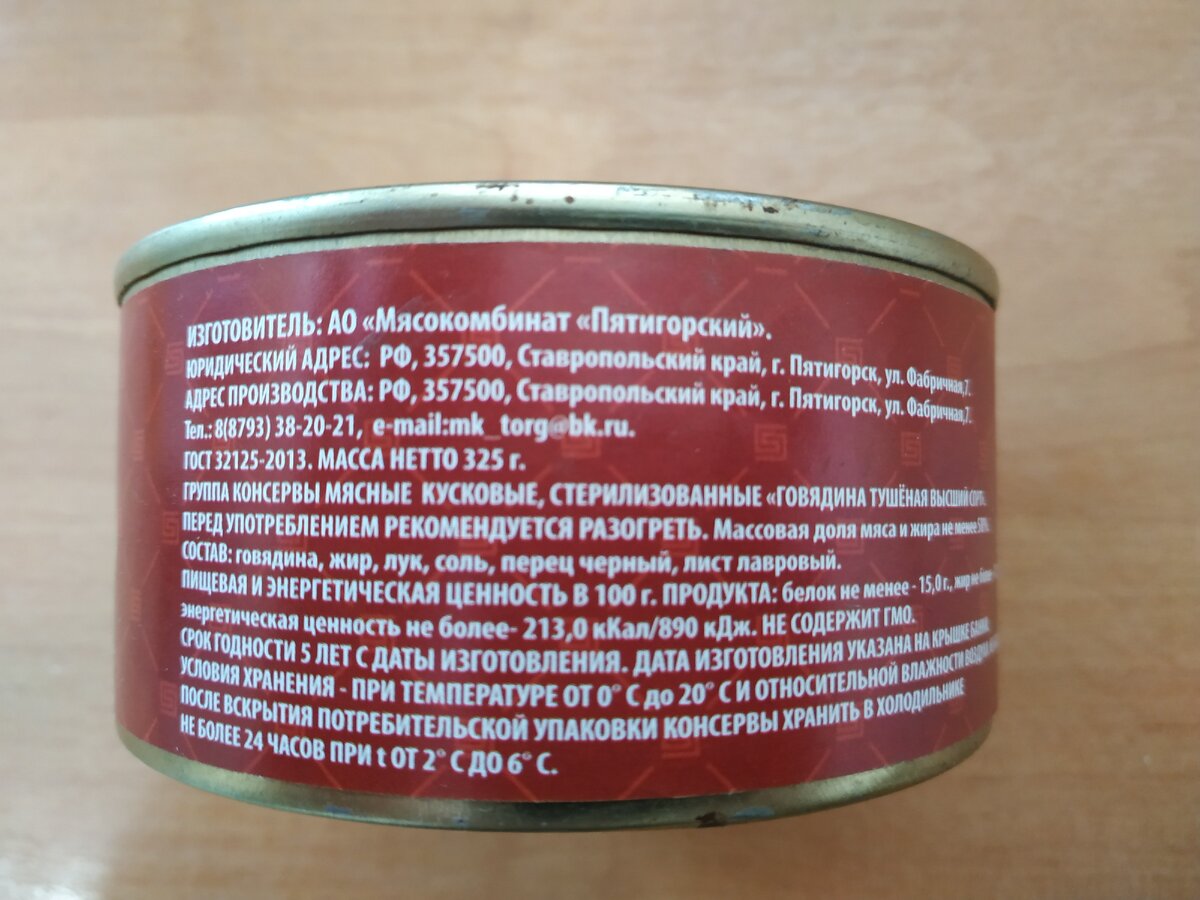 ИЗГОТОВИТЕЛЬ: АО «Мясокомбинат «Пятигорский».
ЮРИДИЧЕСКИЙ АДРЕС: РФ, 357500, Ставропольский край, г. Пятигорск, ул. Фабричная,7.
АДРЕС ПРОИЗВОДСТВА: РФ, 357500, Ставропольский край, г. Пятигорск, ул. Фабричная,7.
Тел.: 8(8793) 38-20-21, e-mail:mk_torg@bk.ru.
ГОСТ 32125-2013. МАССА НЕТТО 325 г.
ГРУППА КОНСЕРВЫ МЯСНЫЕ КУСКОВЫЕ, СТЕРИЛИЗОВАННЫЕ «ГОВЯДИНА ТУШЁНАЯ ВЫСШИЙ СОРТ».
ПЕРЕД УПОТРЕБЛЕНИЕМ РЕКОМЕНДУЕТСЯ РАЗОГРЕТЬ. Массовая доля мяса и жира не менее
СОСТАВ: говядина, жир, лук, соль, перец черный, лист лавровый.
ПИЩЕВАЯ И ЭНЕРГЕТИЧЕСКАЯ ЦЕННОСТЬ В 100 г. ПРОДУКТА: белок не менее - 15,0 г., жир не более-
энергетическая ценность не более- 213,0 кКал/890 кДж. НЕ СОДЕРЖИТ ГМО.
СРОК ГОДНОСТИ 5 ЛЕТ С ДАТЫ ИЗГОТОВЛЕНИЯ. ДАТА ИЗГОТОВЛЕНИЯ УКАЗАНА НА КРЫШКЕ БАНКИ.
УСЛОВИЯ ХРАНЕНИЯ - ПРИ ТЕМПЕРАТУРЕ ОТ 0° С до 20° С И ОТНОСИТЕЛЬНОЙ ВЛАЖНОСТИ ВОЗДУХА
ПОСЛЕ ВСКРЫТИЯ ПОТРЕБИТЕЛЬСКОЙ УПАКОВКИ КОНСЕРВЫ ХРАНИТЬ В ХОЛОДИЛЬНИКЕ
НЕ БОЛЕЕ 24 ЧАСОВ ПРИ t ОТ 2° С ДО 6° С.